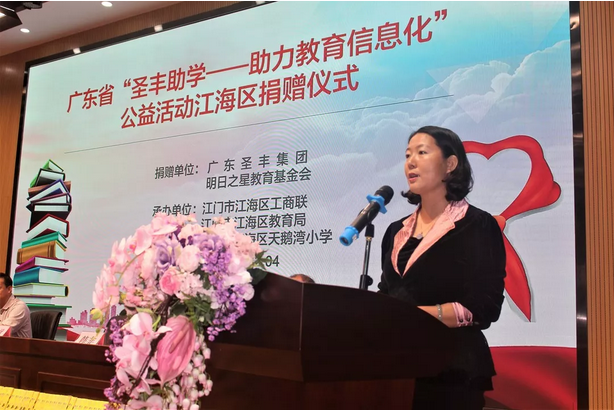 广东省“圣丰助学——助力教育信息化”
公益活动江海区捐赠仪式
捐赠单位：广东圣丰集团
明日之星教育基金会
承办单位：江门市江海区工商联
江海区教育局
海区天鹅湾小学
04